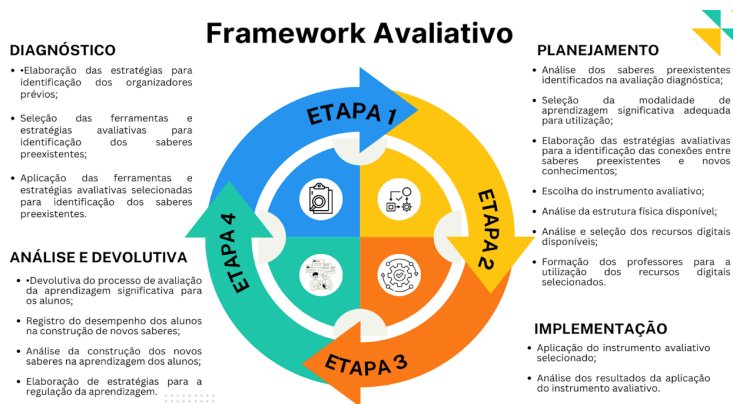 Framework Avaliativo
DIAGNÓSTICO
• •Elaboração das estratégias para
identificação dos organizadores
prévios;
• Seleção das ferramentas e
estratégias avaliativas para
identificação dos saberes
preexistentes;
• Aplicação das ferramentas e
estratégias avaliativas selecionadas
para identificação dos saberes
preexistentes.
ANÁLISE E DEVOLUTIVA
• •Devolutiva do processo de avaliação
da aprendizagem significativa para
os alunos;
• Registro do desempenho dos alunos
na construção de novos saberes;
• Análise da construção dos novos
saberes na aprendizagem dos alunos;
• Elaboração de estratégias para a
regulação da aprendizagem.
ETAPA 1
ETAPA 2
ETAPA 3
ETAPA 4
PLANEJAMENTO
• Análise dos saberes preexistentes
identificados na avaliação diagnóstica;
• Seleção da modalidade de
aprendizagem significativa adequada
para utilização;
• Elaboração das estratégias avaliativas
para a identificação das conexões entre
saberes preexistentes e novos
conhecimentos;
• Escolha do instrumento avaliativo;
• Análise da estrutura física disponível;
• Análise e seleção dos recursos digitais
disponíveis;
• Formação dos professores para a
utilização dos recursos digitais
selecionados.
IMPLEMENTAÇÃO
• Aplicação do instrumento avaliativo
selecionado;
• Análise dos resultados da aplicação
do instrumento avaliativo.